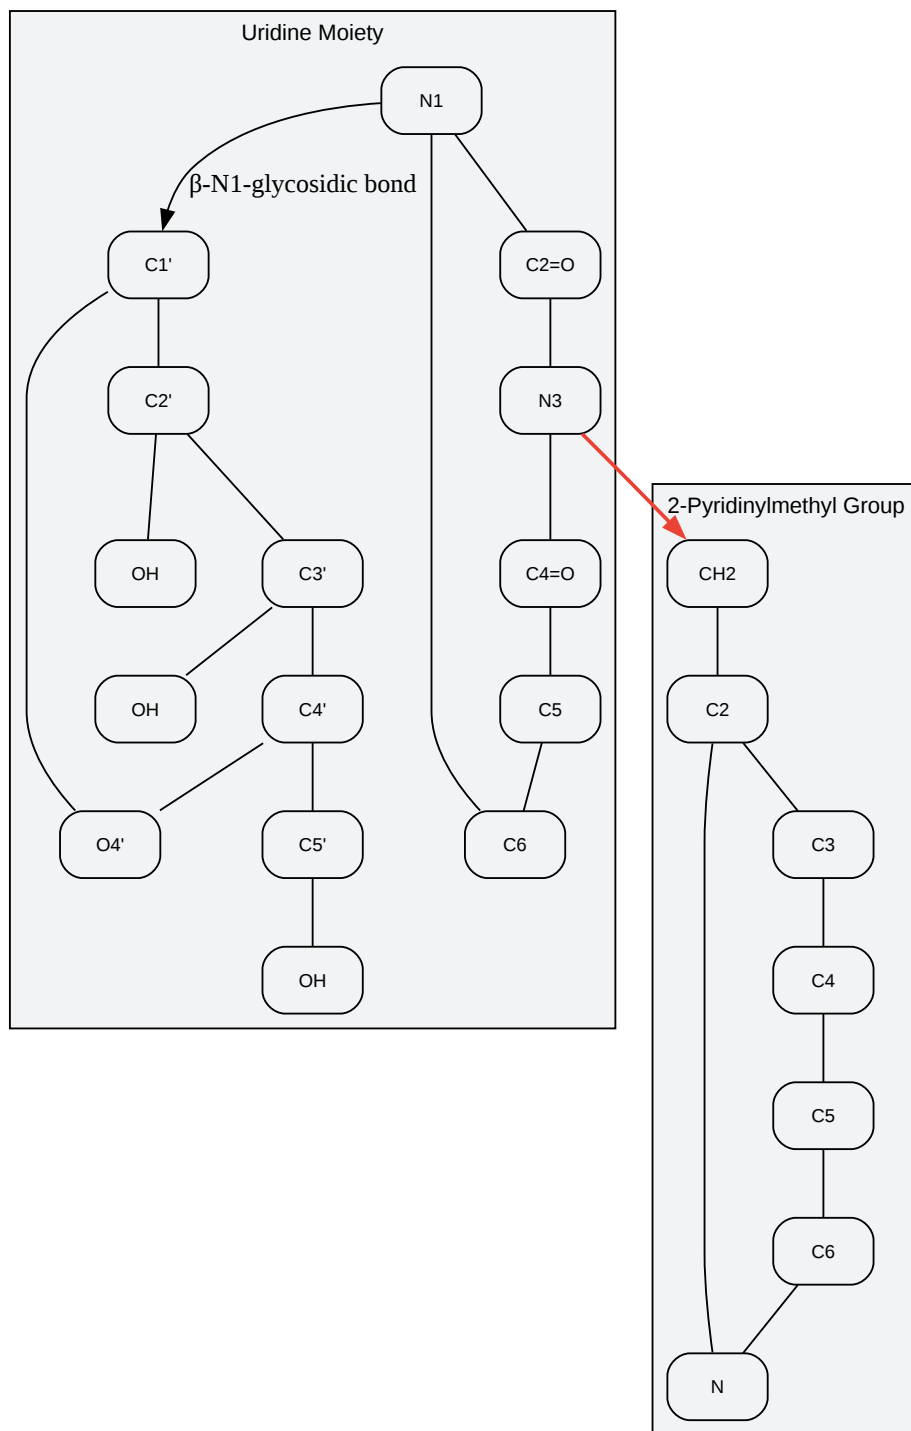 Uridine Moiety
N1
β-N1-glycosidic bond
C1'
C2=O
C2'
N3
2-Pyridinylmethyl Group
OH
C3'
C4=O
CH2
OH
C4'
C5
C2
O4'
C5'
C6
C3
OH
C4
C5
C6
N